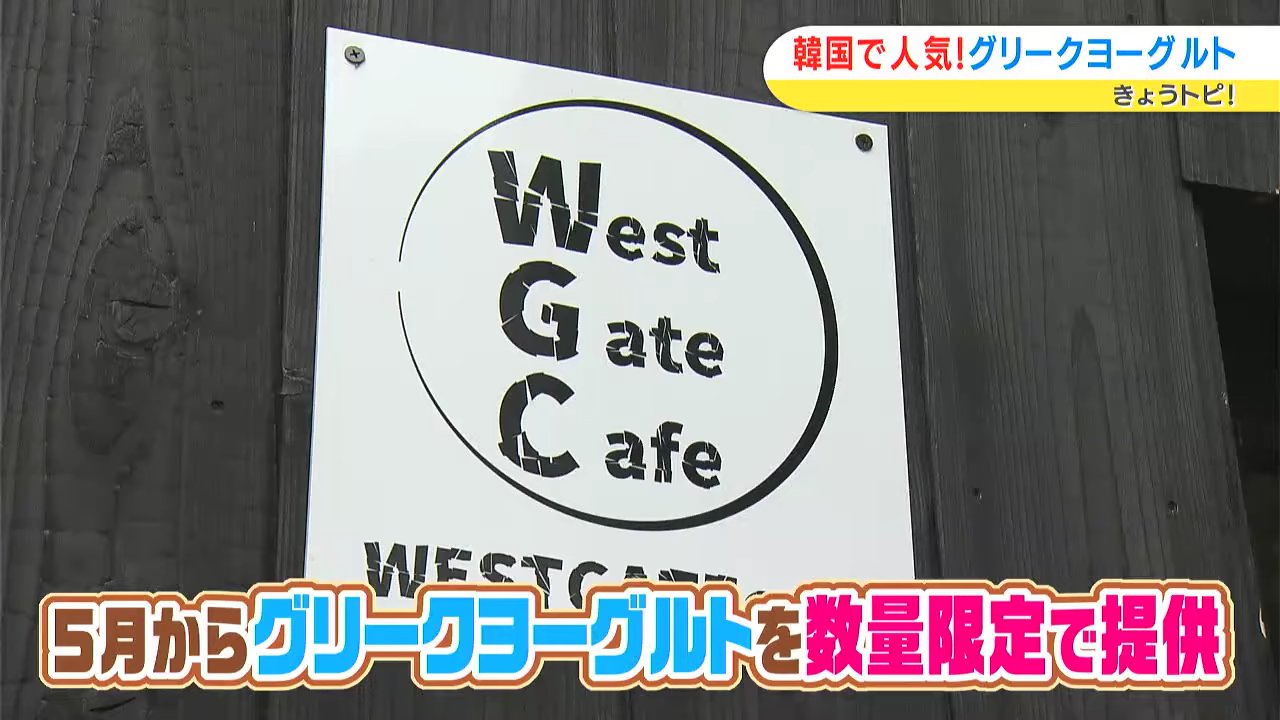 韓国で人気!グリークヨーグルト
きょうトピ!
West
Gate
Cafe
WESTGATE
5月からグリークヨーグルトを数量限定で提供